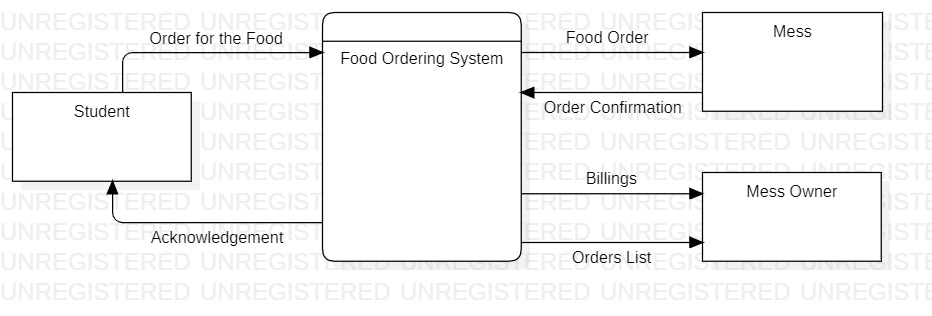 Order for the Food
Food Ordering System
Food Order
Mess
Order Confirmation
Student
Acknowledgement
Billings
Mess Owner
Orders List
UNREGISTERED UNREGISTERED UNREGISTERED UNREGISTERED UNREGISTE